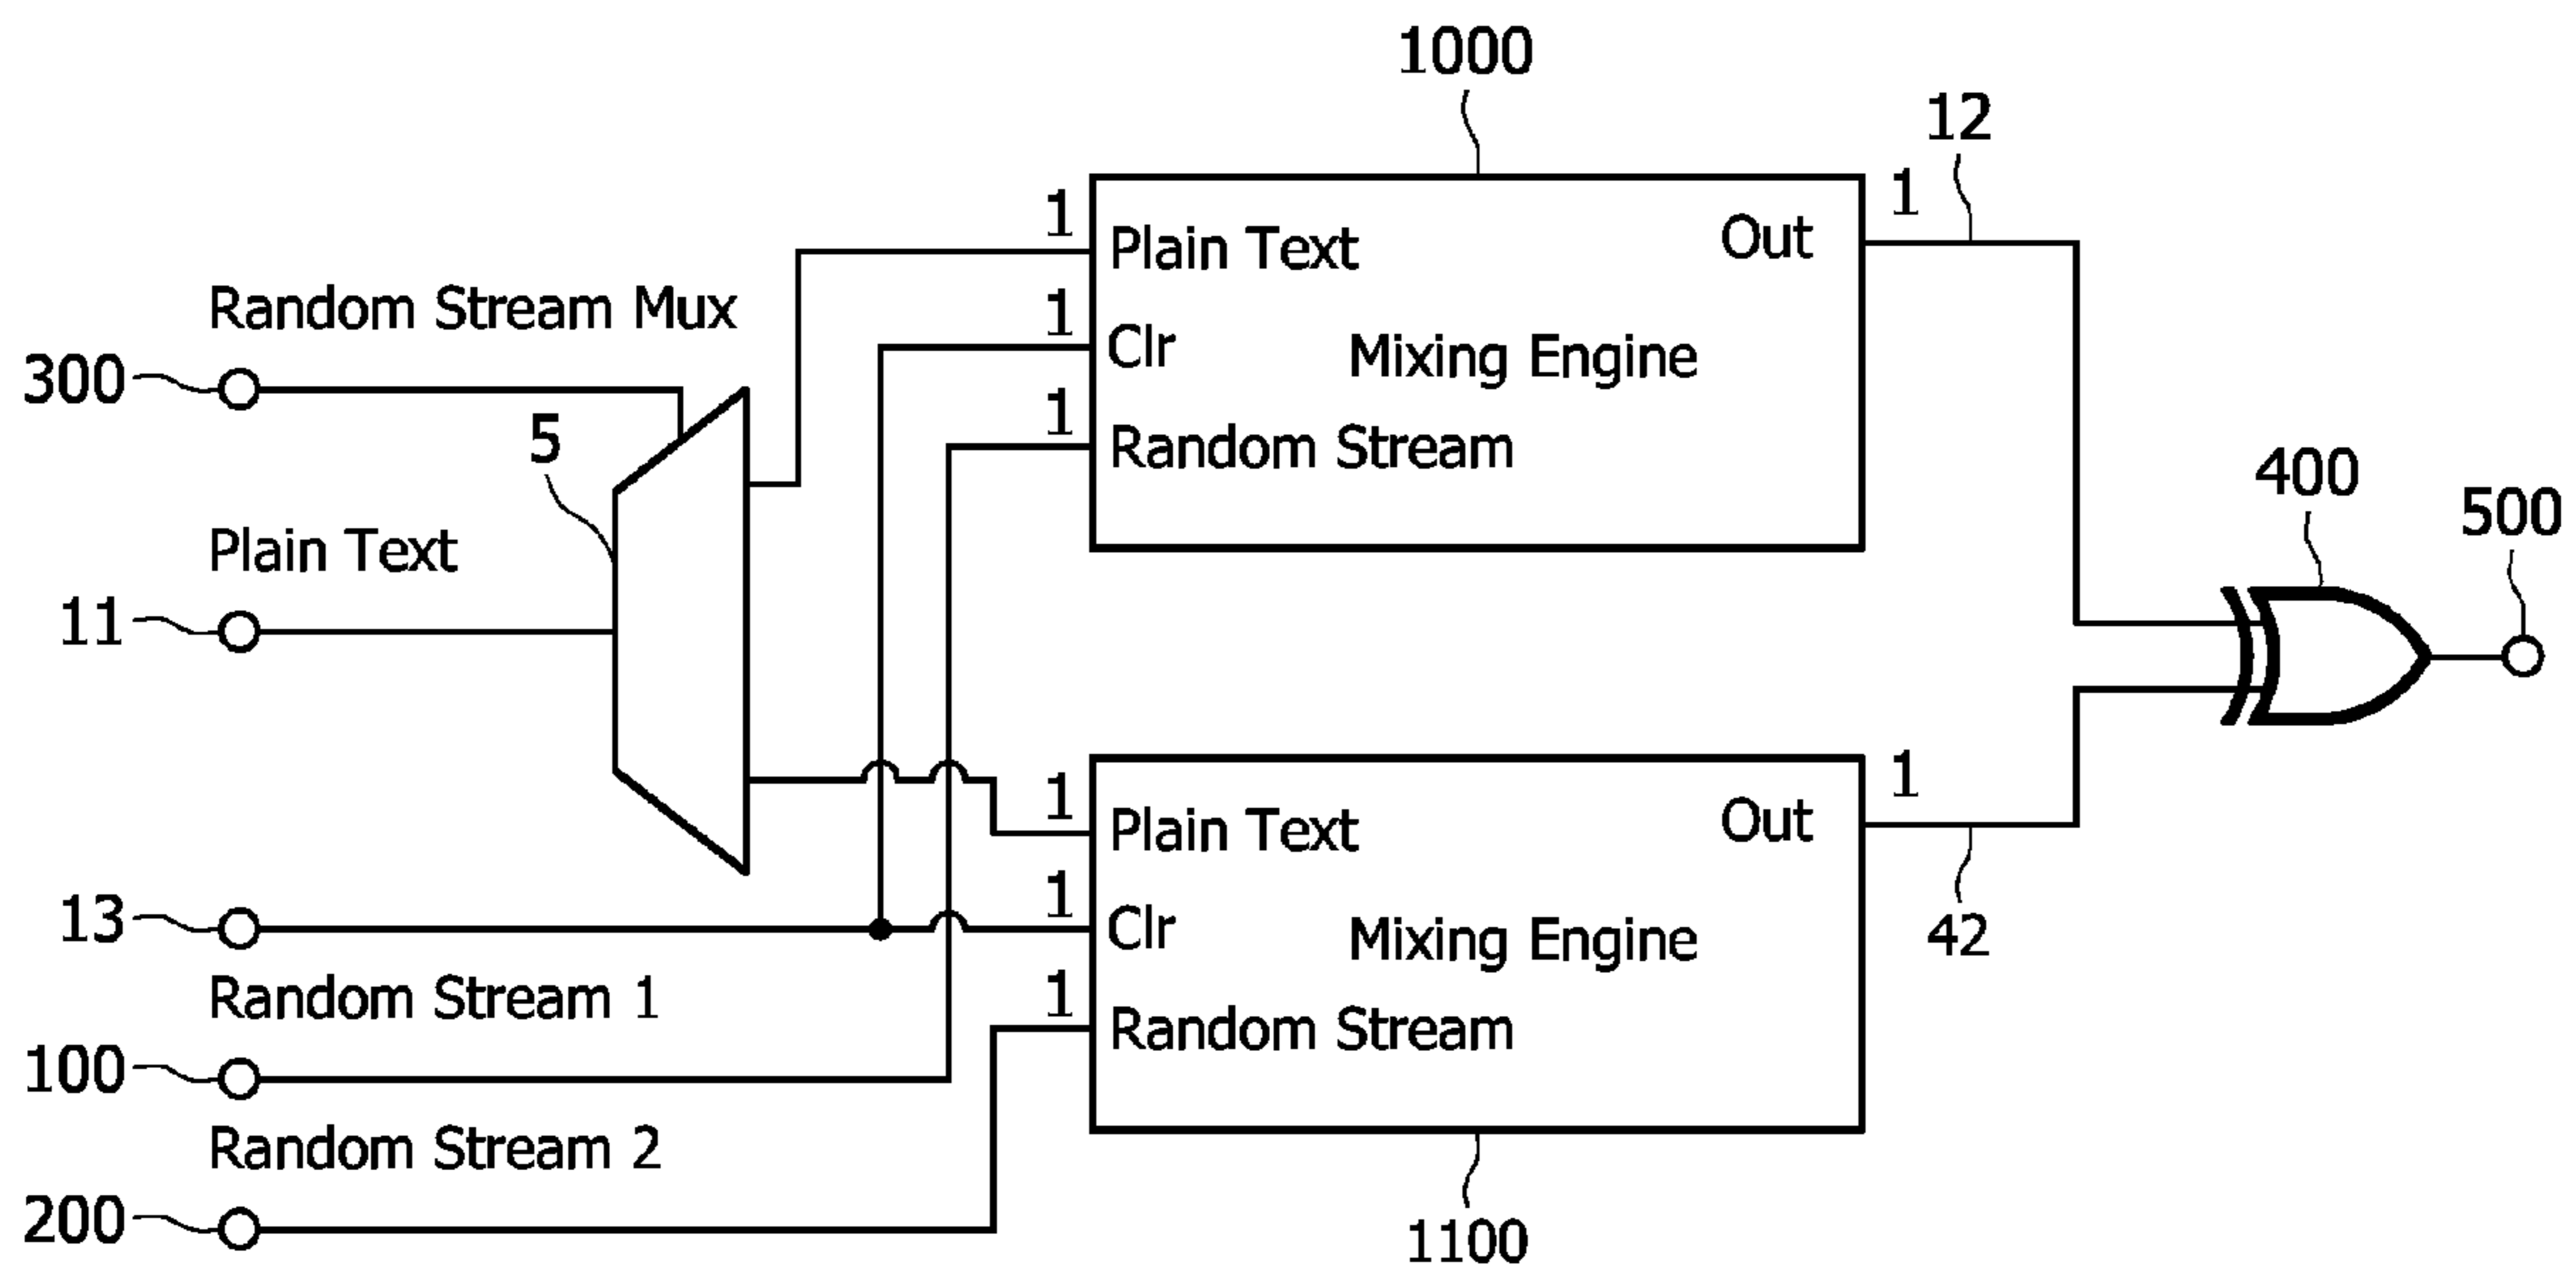 1000
12
1
1
Plain Text
Out
Random Stream Mux
1
Clr
Mixing Engine
300
1
Random Stream
5
400
500
Plain Text
11
1
1
Plain Text
Out
1
Clr
Mixing Engine
13
42
Random Stream 1
1
Random Stream
100
Random Stream 2
200
1100